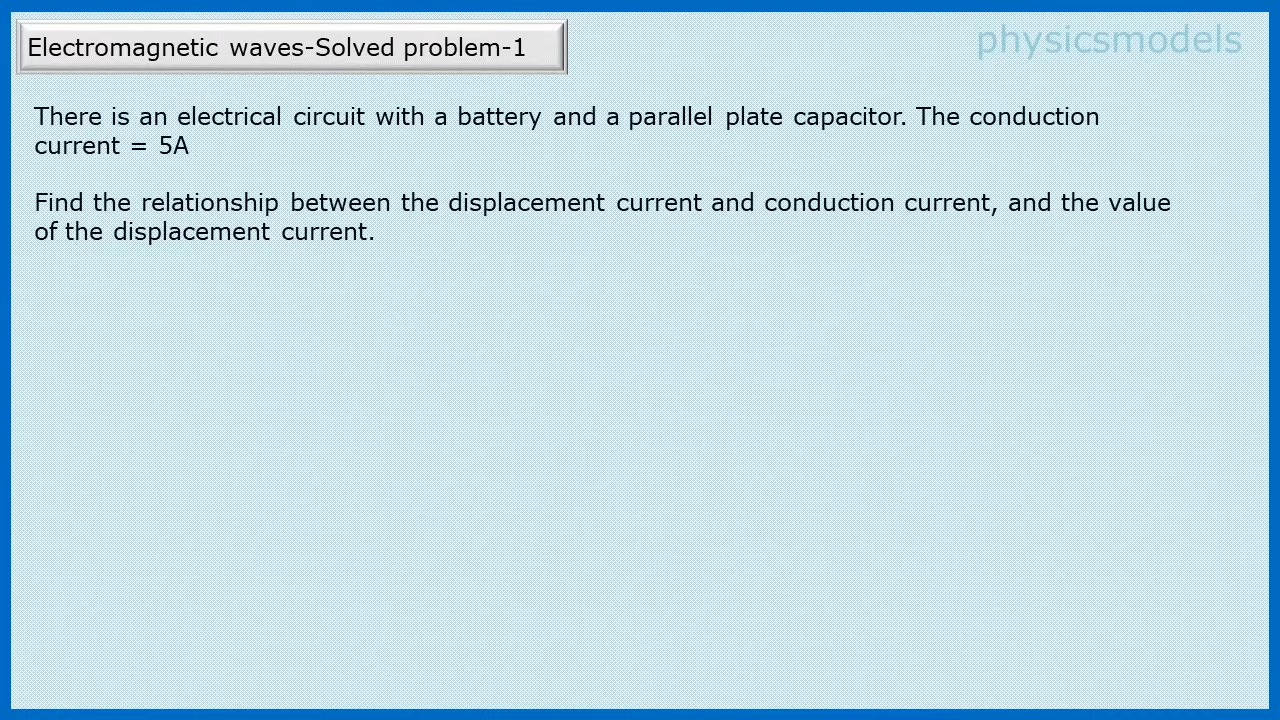 Electromagnetic waves-Solved problem-1
physicsmodels
There is an electrical circuit with a battery and a parallel plate capacitor. The conduction
current = 5A
Find the relationship between the displacement current and conduction current, and the value
of the displacement current.